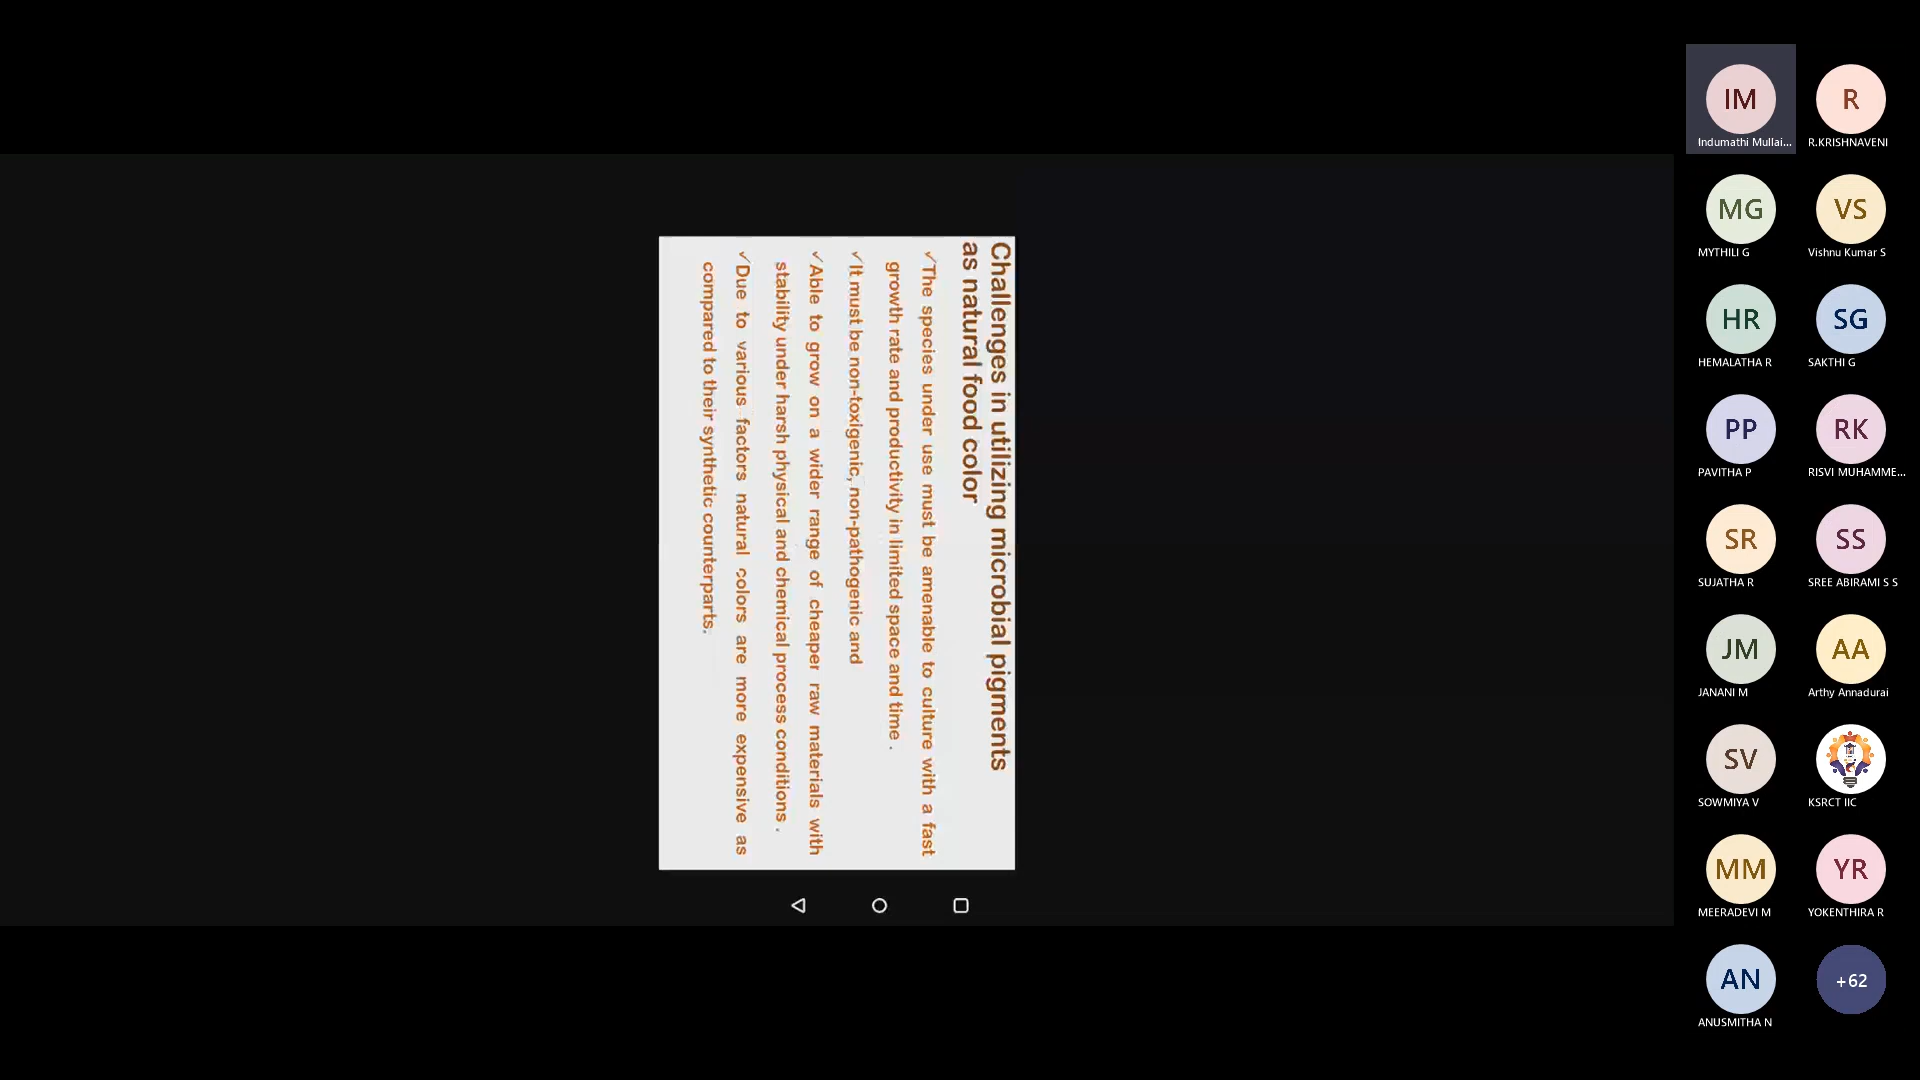 Challenges in utilizing microbial pigments
as natural food color
✓The species under use must be amenable to culture with a fast
growth rate and productivity in limited space and time .
✓It must be non-toxigenic, non-pathogenic and
✓Able to grow on a wider range of cheaper raw materials with
stability under harsh physical and chemical process conditions .
✓Due to various factors natural colors are more expensive as
compared to their synthetic counterparts.
IM
Indumathi Mullai...
R
R.KRISHNAVENI
MG
MYTHILI G
VS
Vishnu Kumar S
HR
HEMALATHA R
SG
SAKTHI G
PP
PAVITHA P
RK
RISVI MUHAMME...
SR
SUJATHA R
SS
SREE ABIRAMI S S
JM
JANANI M
AA
Arthy Annadurai
SV
SOWMIYA V
KSRCT IIC
MM
MEERADEVI M
YR
YOKENTHIRA R
AN
ANUSMITHA N
+62